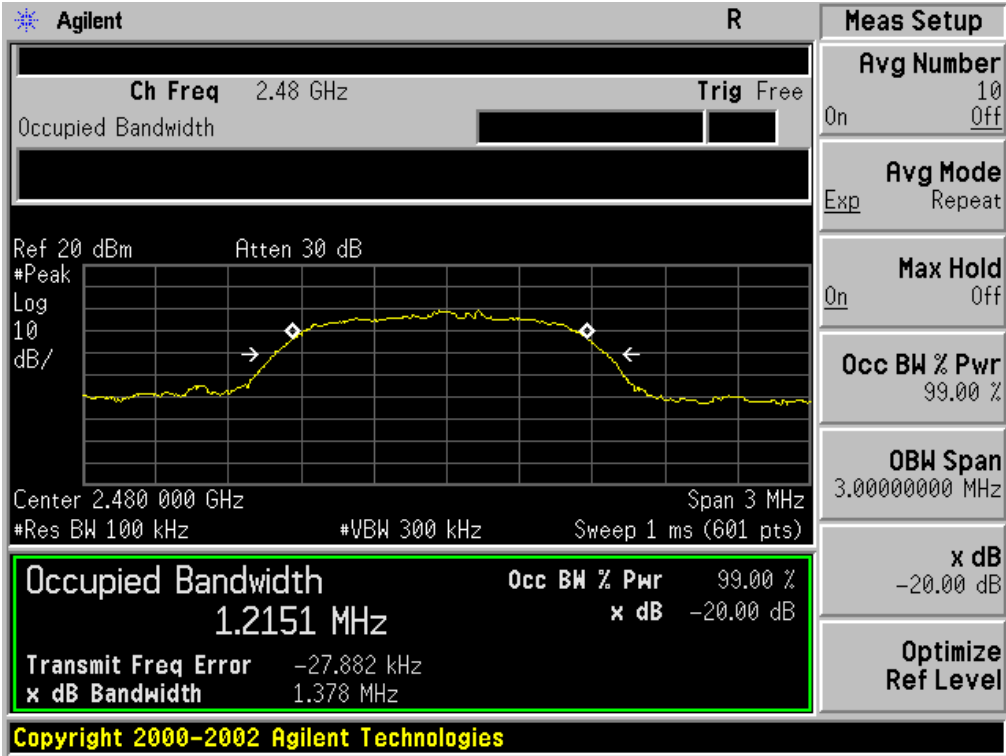 Agilent R
Meas Setup
Ch Freq 2.48 GHz Trig Free
Occupied Bandwidth
Ref 20 dBm Atten 30 dB
#Peak
Log
10
dB/
Center 2.480 000 GHz Span 3 MHz
#Res BW 100 kHz #VBW 300 kHz Sweep 1 ms (601 pts)
Occupied Bandwidth
1.2151 MHz
Occ BW % Pwr 99.00 %
x dB -20.00 dB
Transmit Freq Error -27.882 kHz
x dB Bandwidth 1.378 MHz
Avg Number
10
On Off
Avg Mode
Exp Repeat
Max Hold
On Off
Occ BW % Pwr
99.00 %
OBW Span
3.00000000 MHz
x dB
-20.00 dB
Optimize
Ref Level
Copyright 2000-2002 Agilent Technologies